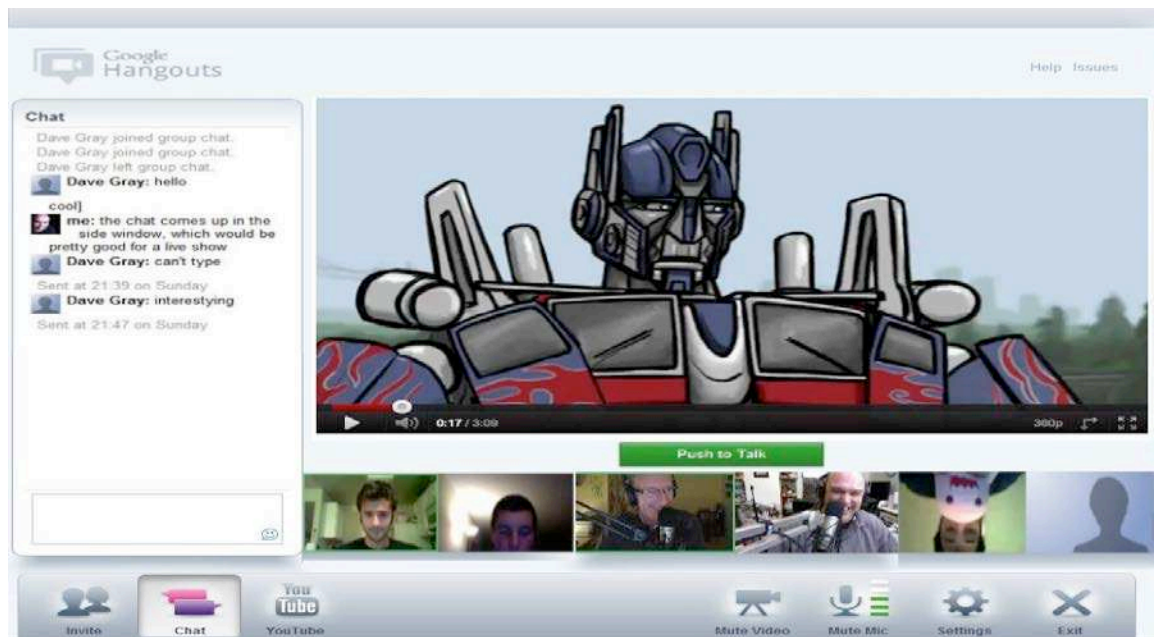 Google
Hangouts
Help Issues
Chat
Dave Gray joined group chat.
Dave Gray joined group chat.
Dave Gray left group chat.
Dave Gray: hello
cool]
me: the chat comes up in the
side window, which would be
pretty good for a live show
Dave Gray: can't type
Sent at 21:39 on Sunday
Dave Gray: interestying
Sent at 21:47 on Sunday
0:17 / 3:09
360p
Push to Talk
You
Tube
Invite
Chat
YouTube
Mute Video
Mute Mic
Settings
Exit